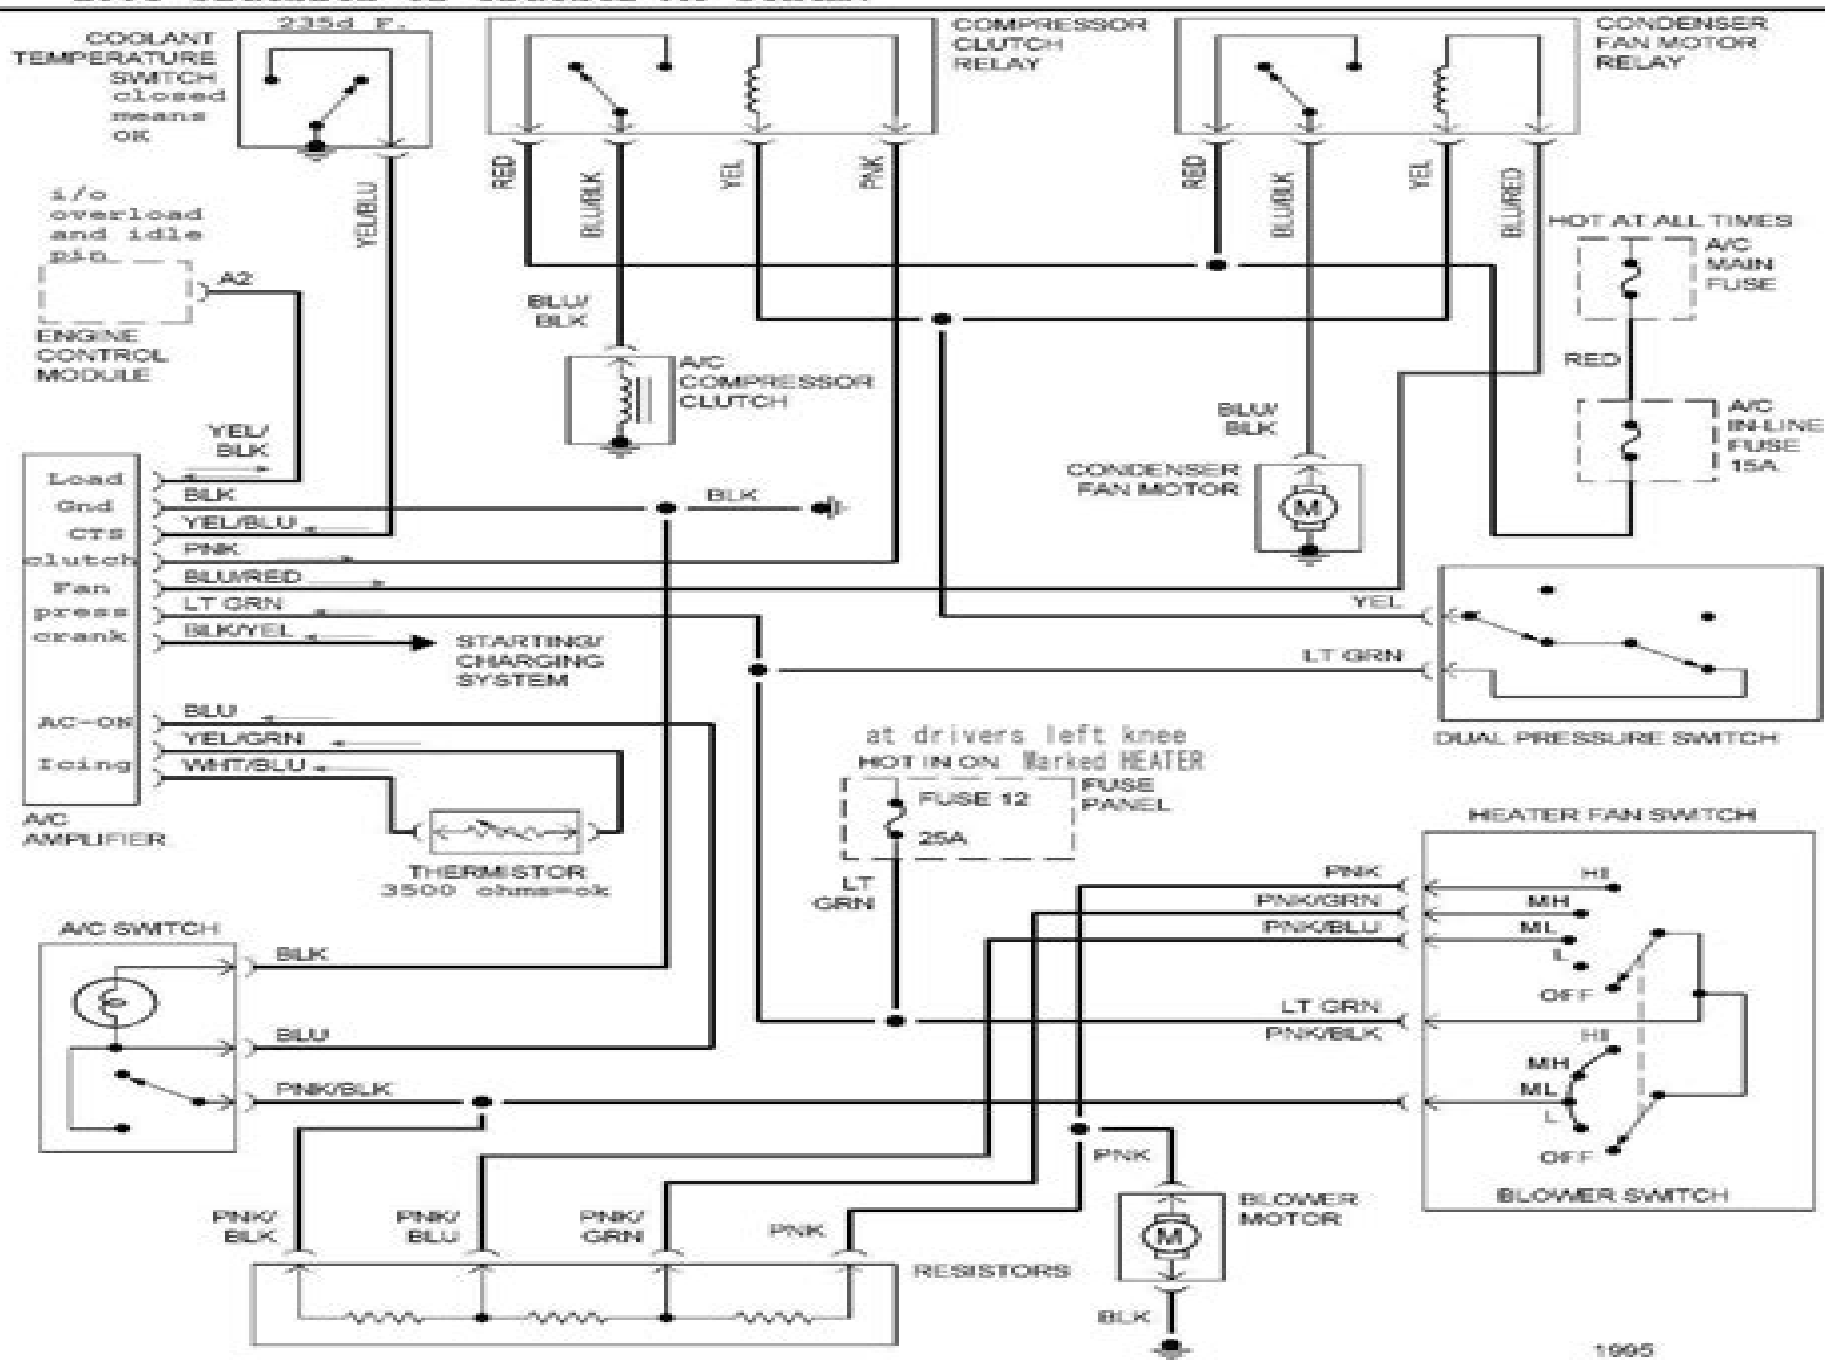 235d F.
COOLANT
TEMPERATURE
SWITCH
closed
means
OK
COMPRESSOR
CLUTCH
RELAY
CONDENSER
FAN MOTOR
RELAY
RED
BLU/BLK
YEL
PNK
RED
BLU/BLK
YEL
BLU/RED
YEL/BLU
i/o
overload
and idle
pin
A2
ENGINE
CONTROL
MODULE
HOT AT ALL TIMES
A/C
MAIN
FUSE
RED
A/C
IN-LINE
FUSE
15A
BLU/
BLK
A/C
COMPRESSOR
CLUTCH
BLU/
BLK
CONDENSER
FAN MOTOR
M
YEL/
BLK
Load
Gnd
BLK
BLK
CTS
YEL/BLU
clutch
PNK
Fan
BLU/RED
press
LT GRN
crank
BLK/YEL
STARTING/
CHARGING
SYSTEM
AC-ON
BLU
YEL/GRN
Icing
WHT/BLU
A/C
AMPLIFIER
THERMISTOR
3500 ohms=ok
YEL
LT GRN
DUAL PRESSURE SWITCH
at drivers left knee
HOT IN ON Marked HEATER
FUSE 12
25A
FUSE
PANEL
LT
GRN
HEATER FAN SWITCH
PNK
HI
PNK/GRN
MH
PNK/BLU
ML
L
OFF
LT GRN
PNK/BLK
HI
MH
ML
L
OFF
BLOWER SWITCH
A/C SWITCH
BLK
BLU
PNK/BLK
PNK
BLOWER
MOTOR
M
BLK
PNK/
BLK
PNK/
BLU
PNK/
GRN
PNK
RESISTORS
1995